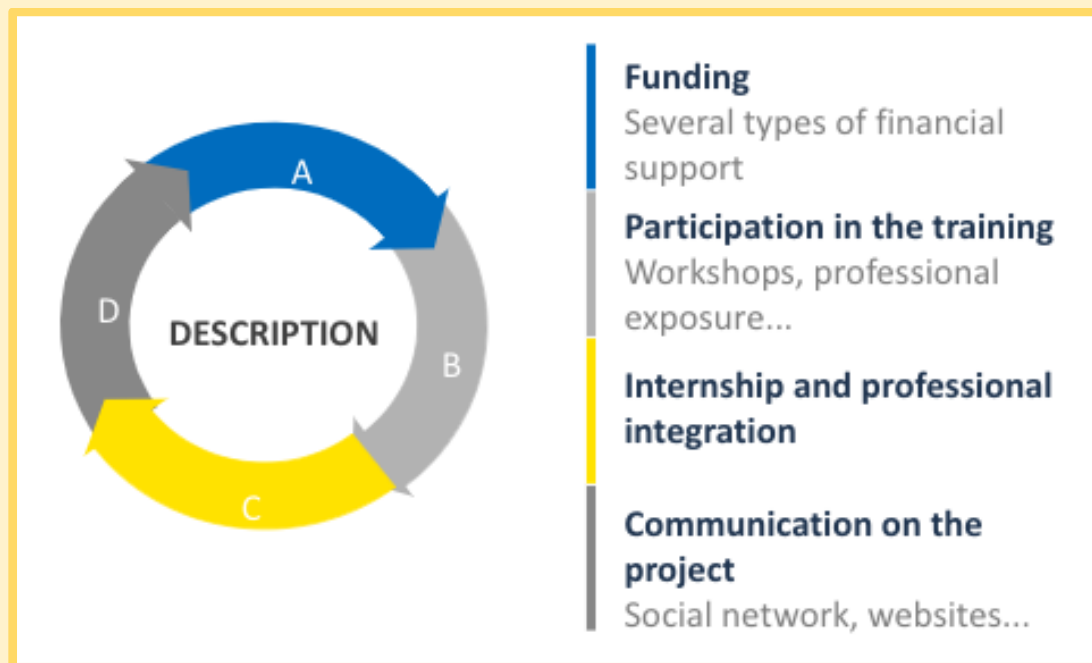 A
B
C
D
DESCRIPTION
Funding
Several types of financial
support
Participation in the training
Workshops, professional
exposure...
Internship and professional
integration
Communication on the
project
Social network, websites...